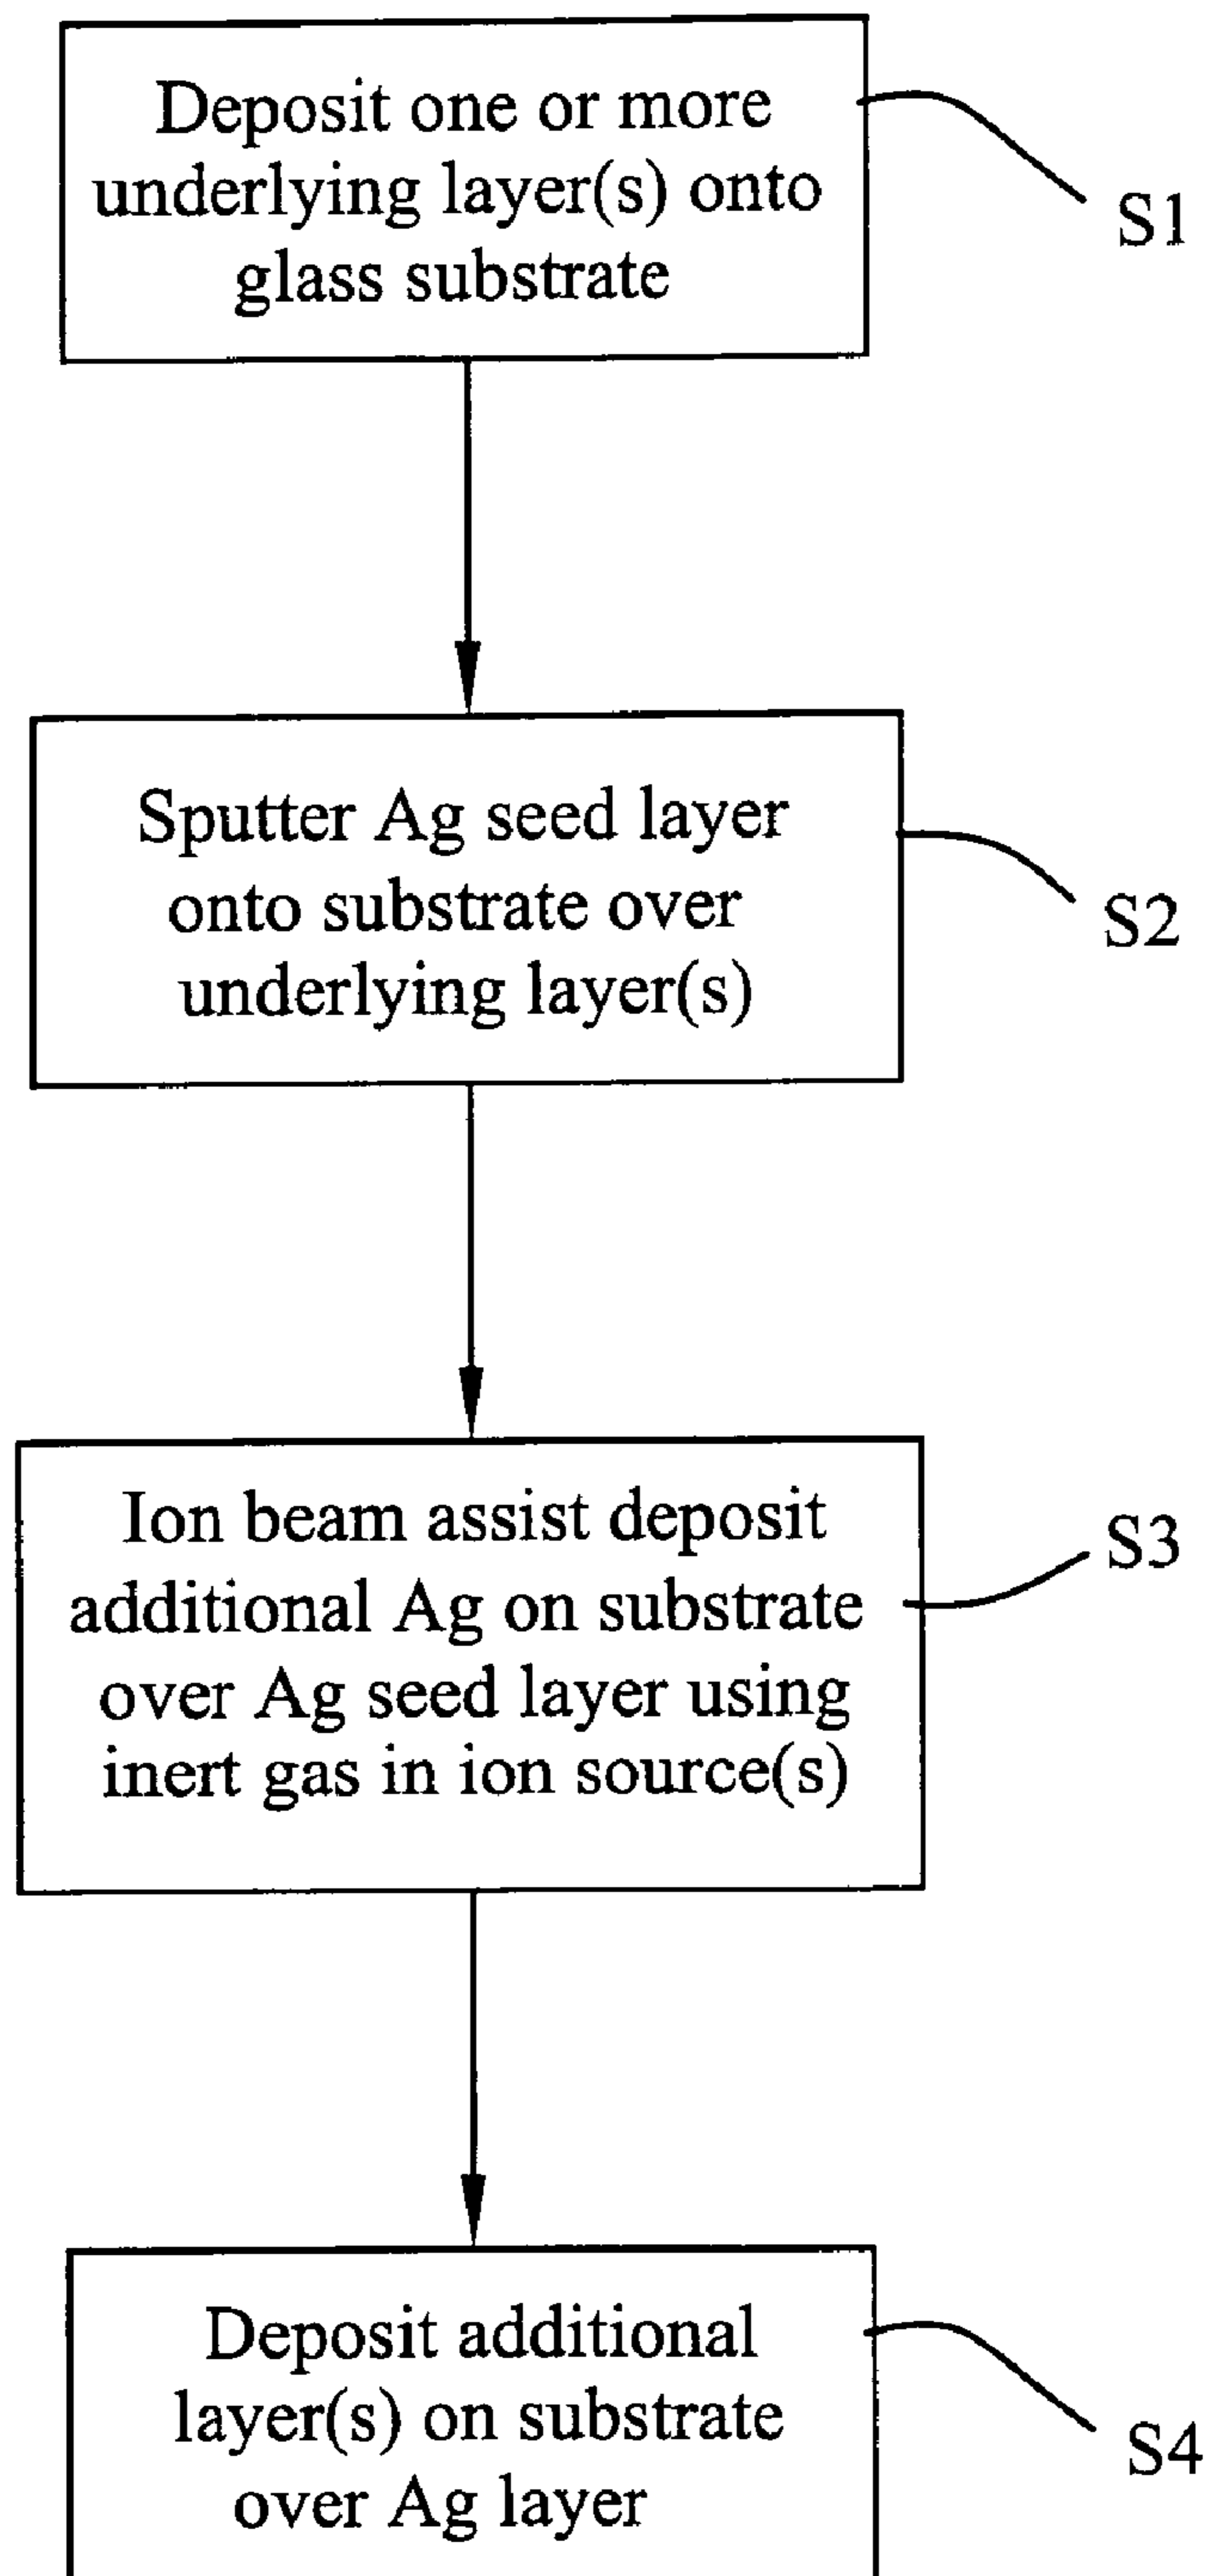 Deposit one or more
underlying layer(s) onto
glass substrate
S1
Sputter Ag seed layer
onto substrate over
underlying layer(s)
S2
Ion beam assist deposit
additional Ag on substrate
over Ag seed layer using
inert gas in ion source(s)
S3
Deposit additional
layer(s) on substrate
over Ag layer
S4